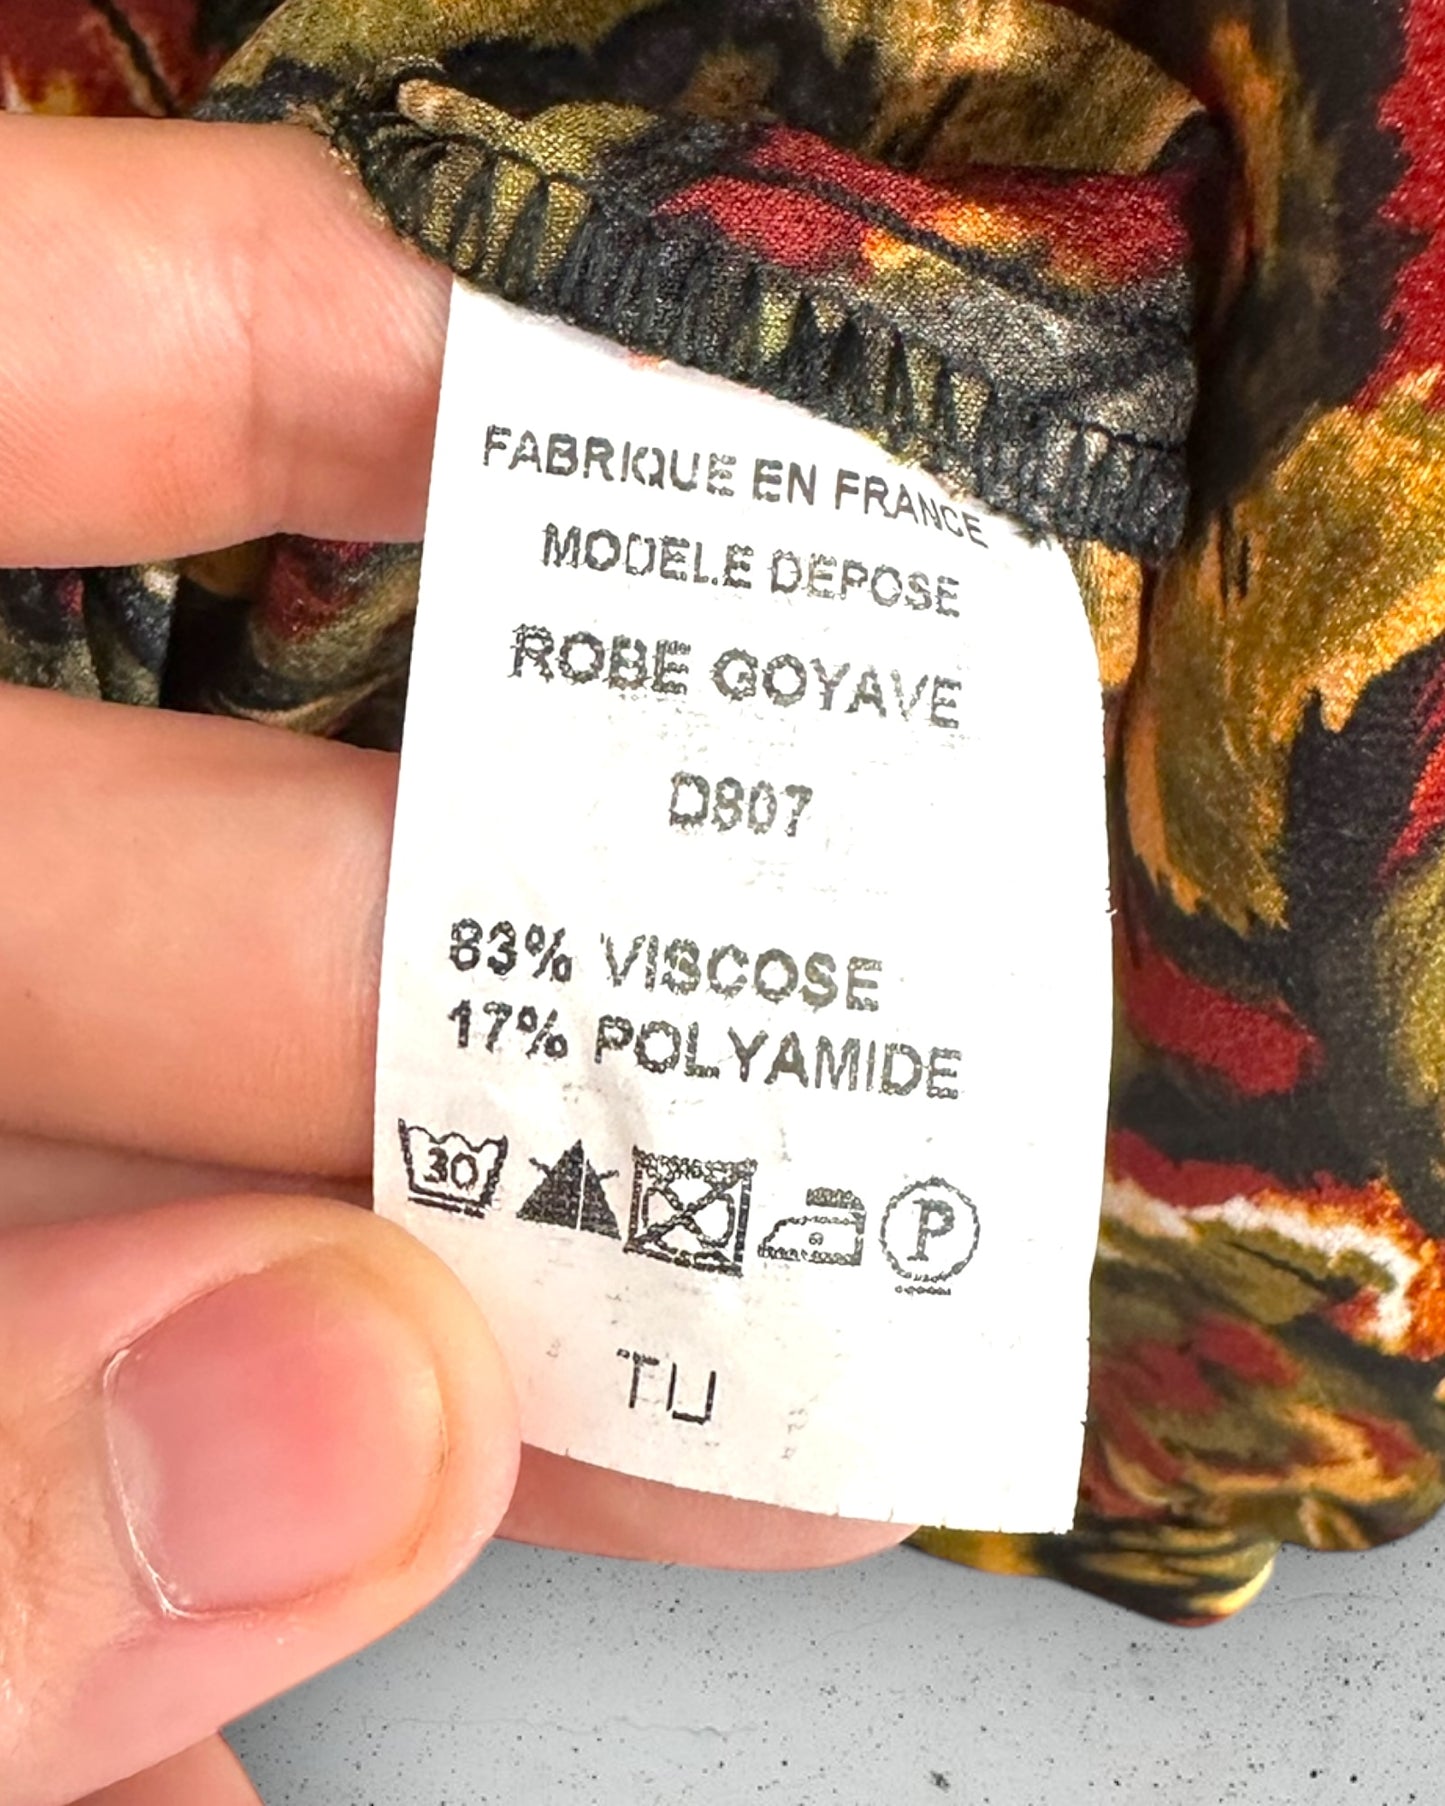 FABRIQUE EN FRANCE
MODELE DEPOSE
ROBE GOYAVE
D807
83% VISCOSE
17% POLYAMIDE
30 P
TU